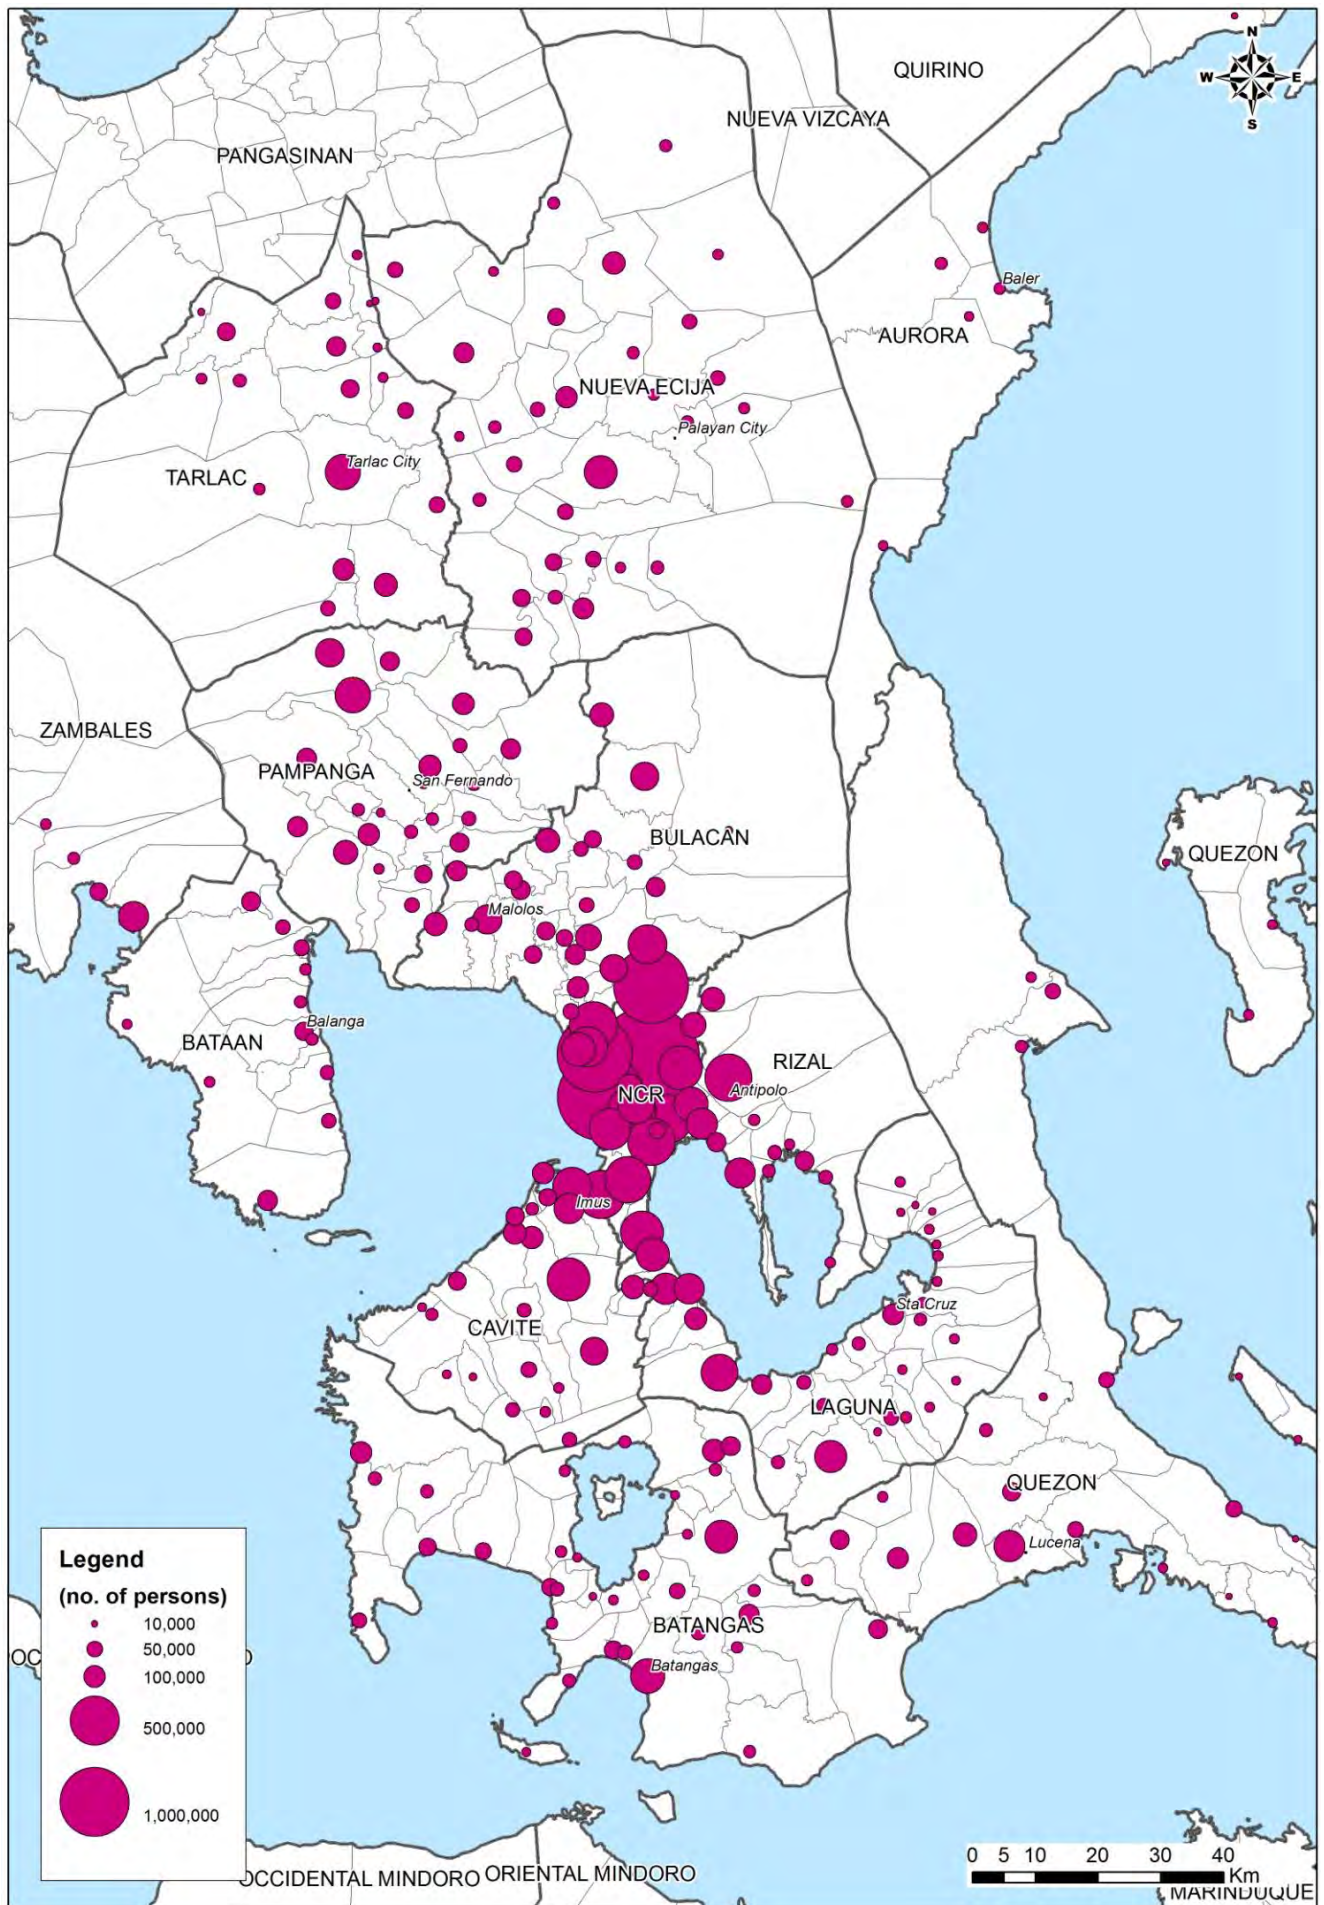 N
QUIRINO
W E
NUEVA VIZCAYA
S
PANGASINAN
Baler
AURORA
NUEVA ECIJA
Palayan City
Tarlac City
TARLAC
ZAMBALES
PAMPANGA
San Fernando
BULACAN
QUEZON
Malolos
Balanga
BATAAN
RIZAL
Antipolo
NCR
Imus
Sta Cruz
CAVITE
LAGUNA
QUEZON
Lucena
Legend
(no. of persons)
10,000
50,000
100,000
500,000
1,000,000
BATANGAS
Batangas
OC O
0 5 10 20 30 40
Km
OCCIDENTAL MINDORO ORIENTAL MINDORO
MARINDUQUE